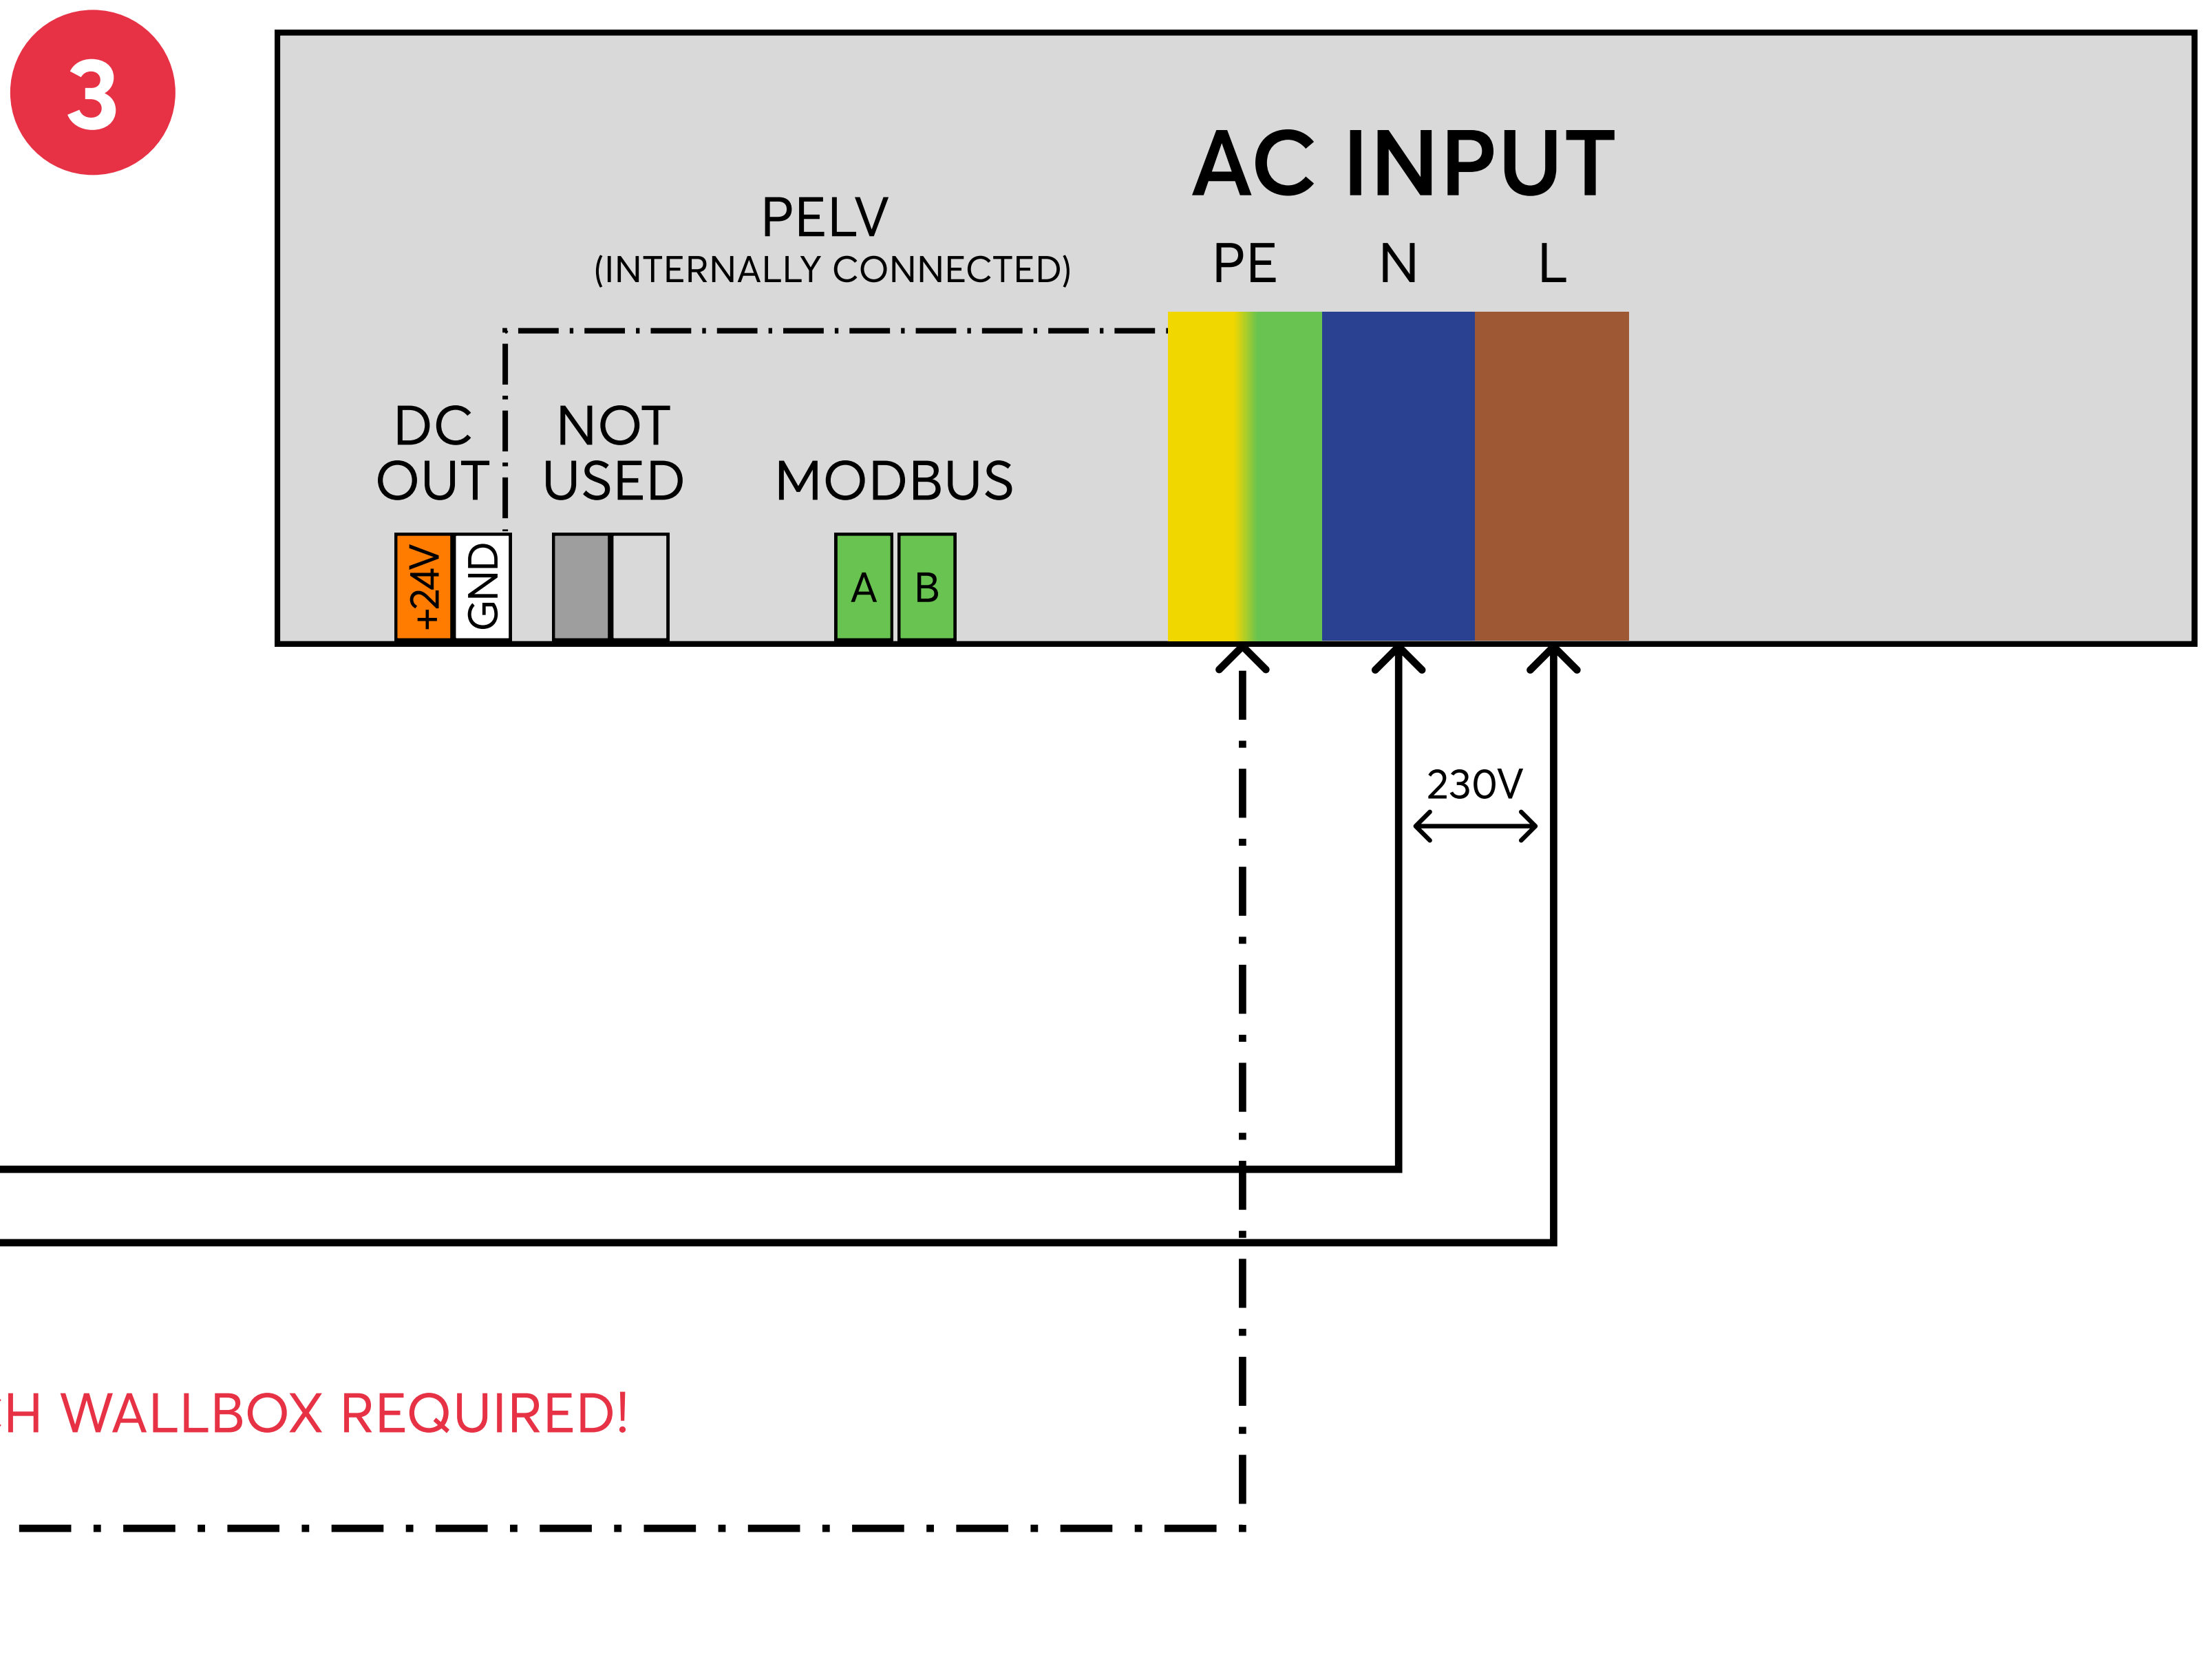 3
AC INPUT
PELV
(INTERNALLY CONNECTED)
PE N L
DC
OUT
NOT
USED
MODBUS
+24V
GND
A B
230V
WALLBOX REQUIRED!